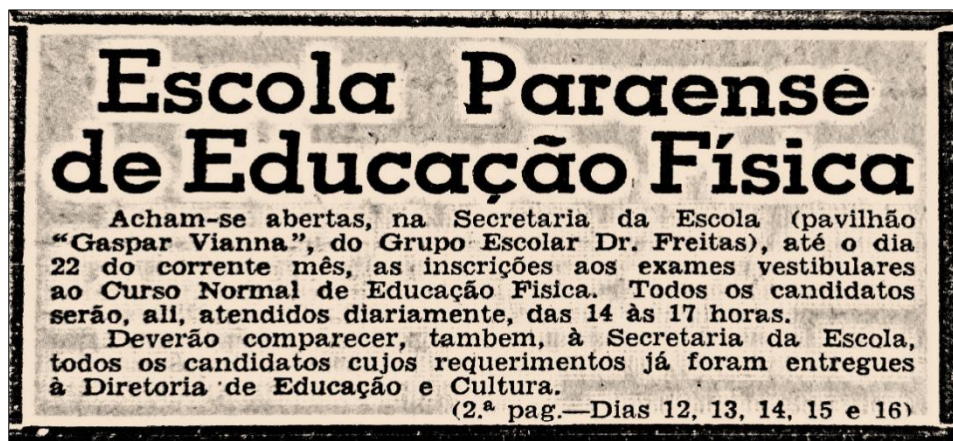 Escola Paraense
de Educação Física
Acham-se abertas, na Secretaria da Escola (pavilhão
"Gaspar Vianna", do Grupo Escolar Dr. Freitas), até o dia
22 do corrente mês, as inscrições aos exames vestibulares
ao Curso Normal de Educação Fisica. Todos os candidatos
serão, ali, atendidos diariamente, das 14 às 17 horas.
Deverão comparecer, tambem, à Secretaria da Escola,
todos os candidatos cujos requerimentos já foram entregues
à Diretoria de Educação e Cultura.
(2.ª pag.—Dias 12, 13, 14, 15 e 16)